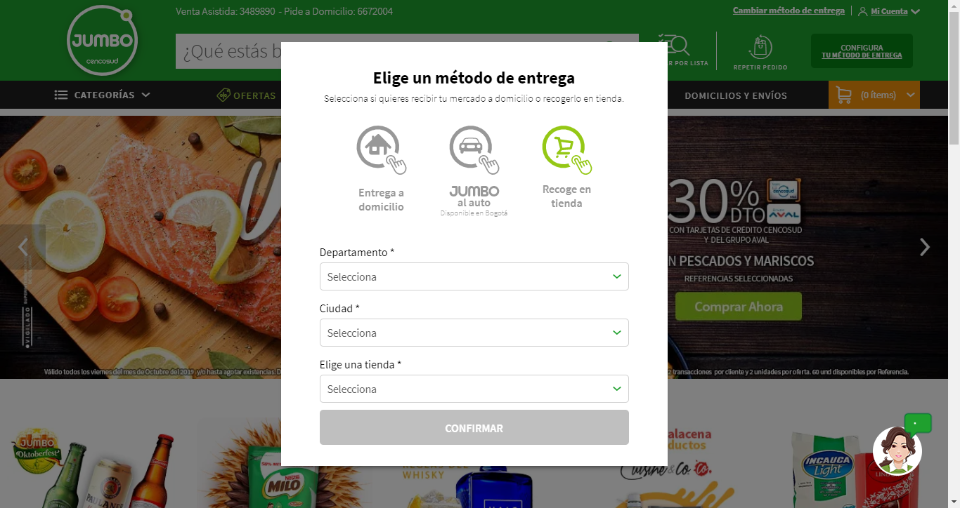 Venta Asistida: 3489890 - Pide a Domicilio: 6672004
Cambiar método de entrega
Mi Cuenta
JUMBO
cencosud
¿Qué estás
POR LISTA
REPETIR PEDIDO
CONFIGURA
TU MÉTODO DE ENTREGA
CATEGORÍAS
OFERTAS
DOMICILIOS Y ENVÍOS
(0 ítems)
Elige un método de entrega
Selecciona si quieres recibir tu mercado a domicilio o recogerlo en tienda.
Entrega a
domicilio
JUMBO
al auto
Disponible en Bogotá
Recoge en
tienda
Departamento *
Selecciona
Ciudad *
Selecciona
Elige una tienda *
Selecciona
CONFIRMAR
30%
DTO
cencosud
AVAL
CON TARJETAS DE CRÉDITO CENCOSUD
Y DEL GRUPO AVAL
N PESCADOS Y MARISCOS
REFERENCIAS SELECCIONADAS
Comprar Ahora
VIGILADO
Válido todos los viernes del mes de Octubre del 2019, y/o hasta agotar existencias.
transacciones por cliente y 2 unidades por oferta. 60 und disponibles por Referencia.
JUMBO
Oktoberfest
MILO
WHISKY
alacena
oductos
Cuisine&Co
INCAUCA
Light